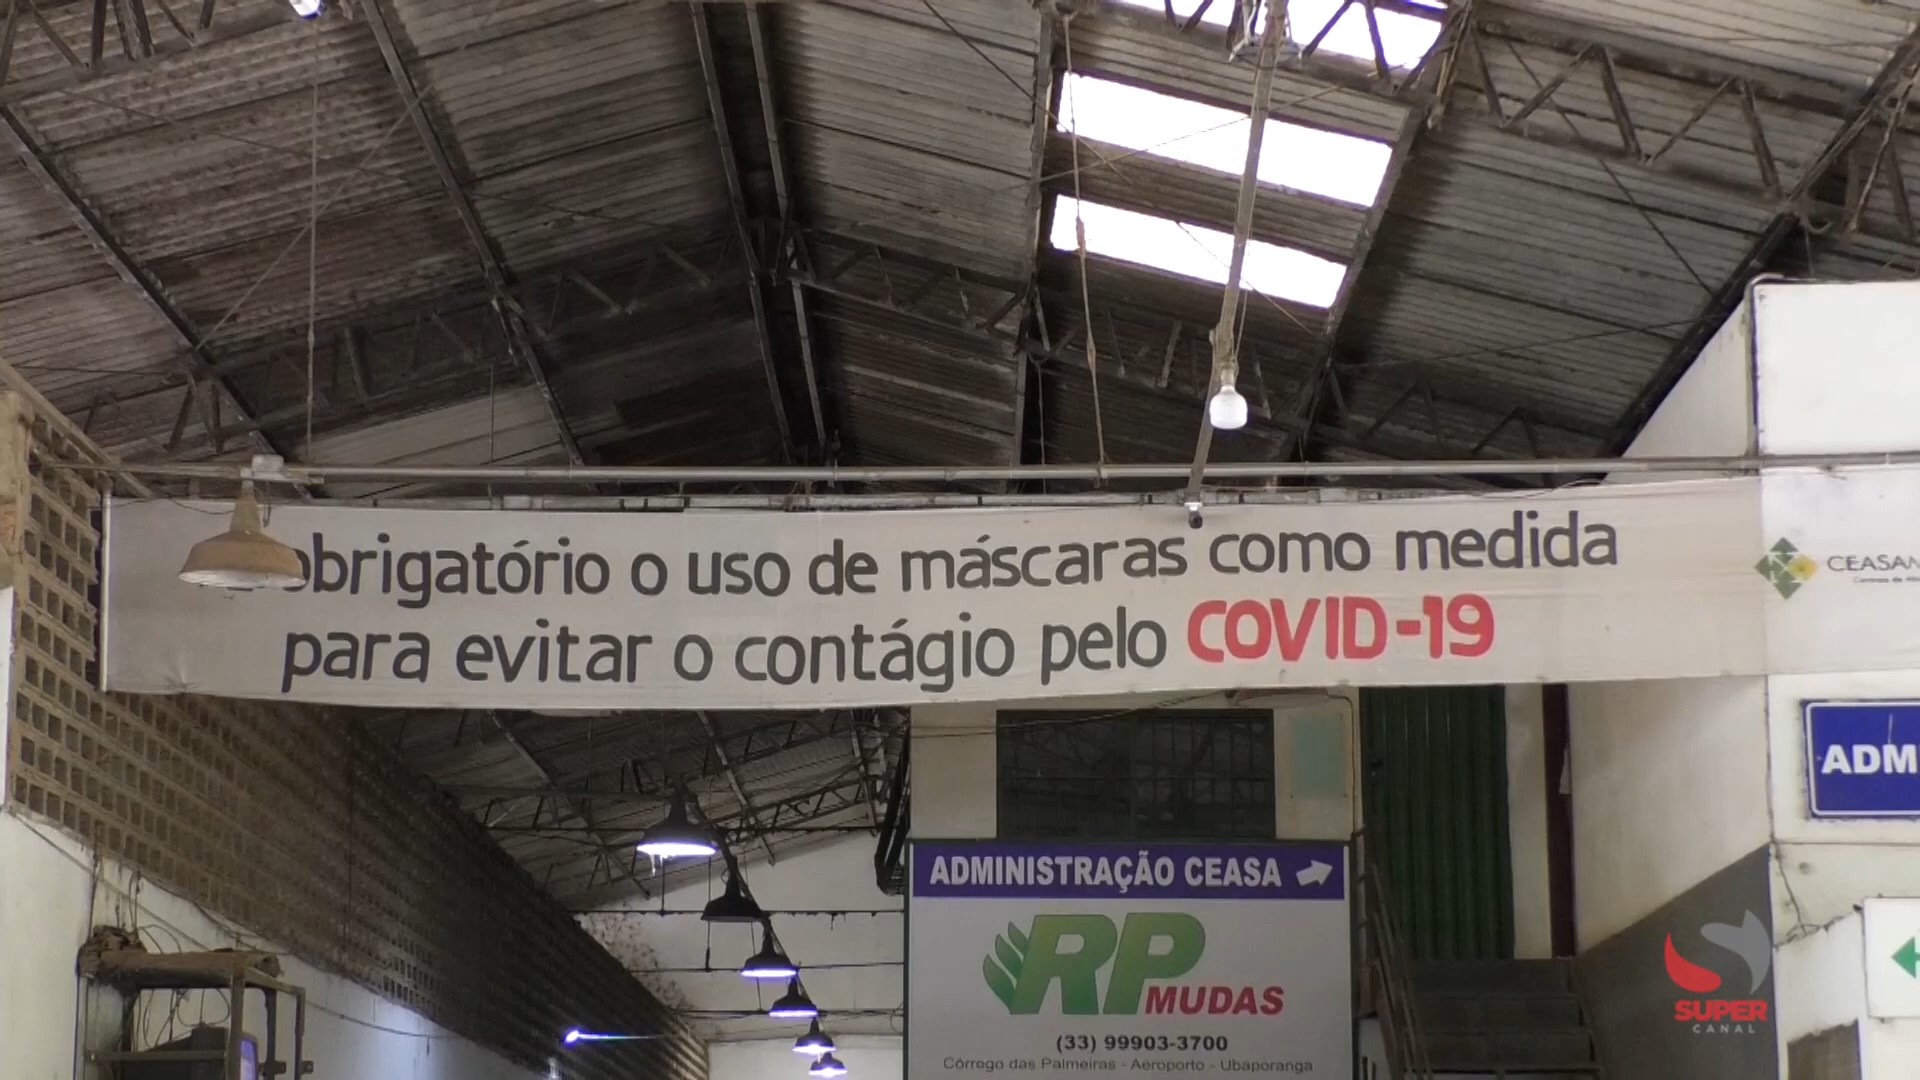 obrigatório o uso de máscaras como medida
para evitar o contágio pelo COVID-19
ADMINISTRAÇÃO CEASA
RP MUDAS
(33) 99903-3700
Córrego das Palmeiras - Aeroporto - Ubaporanga
CEASAM
ADM
SUPER
CANAL